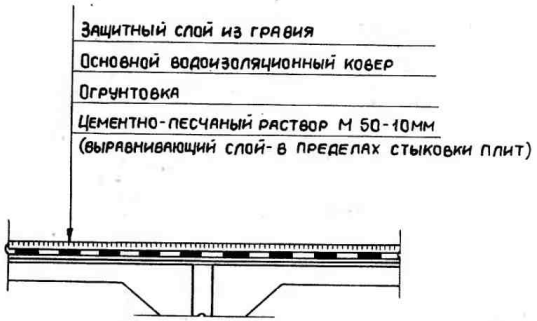 Защитный слой из гравия
Основной водоизоляционный ковер
Огрунтовка
Цементно-песчаный раствор М 50-10мм
(выравнивающий слой- в пределах стыковки плит)